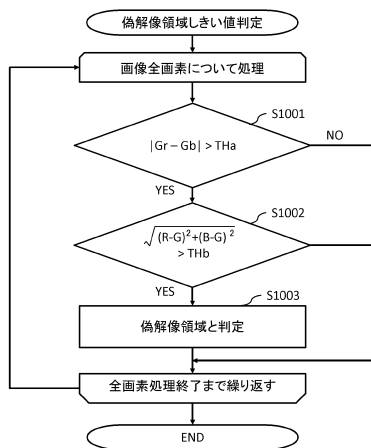 偽解像領域しきい値判定
画像全画素について処理
S1001
|Gr－Gb|＞THa
NO
YES
S1002
√(R-G)²+(B-G)²
＞THb
YES
S1003
偽解像領域と判定
全画素処理終了まで繰り返す
END